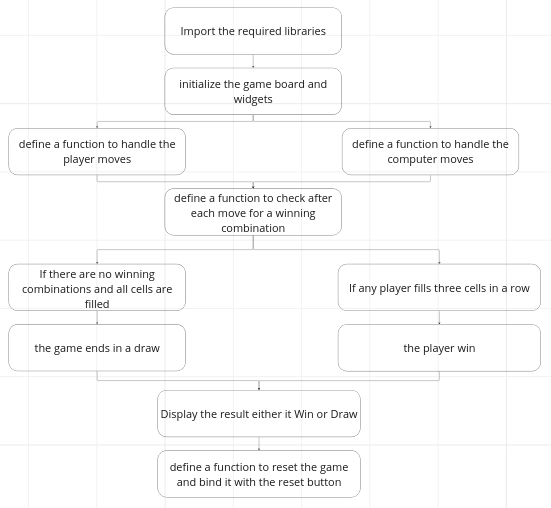 Import the required libraries
initialize the game board and
widgets
define a function to handle the
player moves
define a function to handle the
computer moves
define a function to check after
each move for a winning
combination
If there are no winning
combinations and all cells are
filled
If any player fills three cells in a row
the game ends in a draw
the player win
Display the result either it Win or Draw
define a function to reset the game
and bind it with the reset button